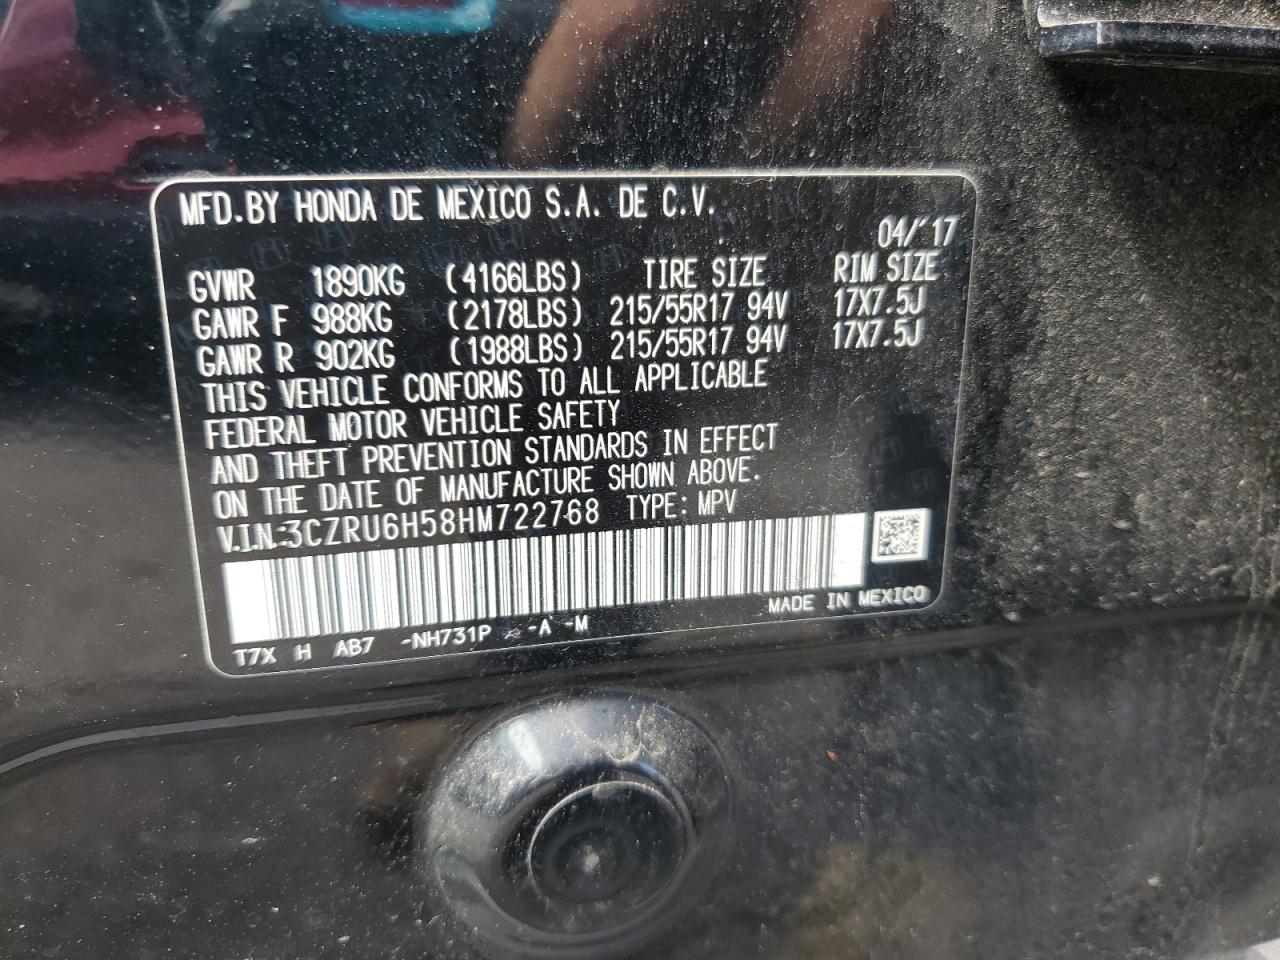 MFD.BY HONDA DE MEXICO S.A. DE C.V.
04/'17
GVWR 1890KG (4166LBS) TIRE SIZE RIM SIZE
GAWR F 988KG (2178LBS) 215/55R17 94V 17X7.5J
GAWR R 902KG (1988LBS) 215/55R17 94V 17X7.5J
THIS VEHICLE CONFORMS TO ALL APPLICABLE
FEDERAL MOTOR VEHICLE SAFETY
AND THEFT PREVENTION STANDARDS IN EFFECT
ON THE DATE OF MANUFACTURE SHOWN ABOVE.
V.I.N.:3CZRU6H58HM722768 TYPE: MPV
MADE IN MEXICO
T7X H AB7 -NH731P -A -M